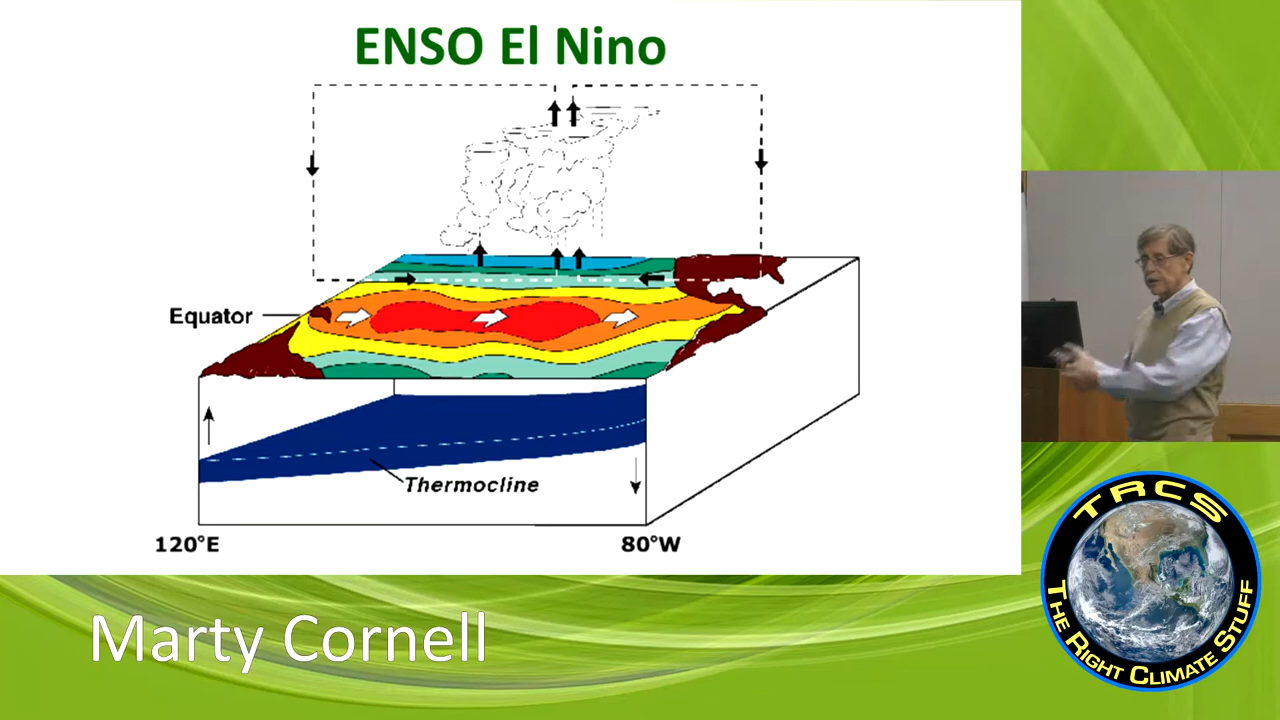 ENSO El Nino
Equator
Thermocline
120°E
80°W
Marty Cornell
TRCS
THE RIGHT CLIMATE STUFF